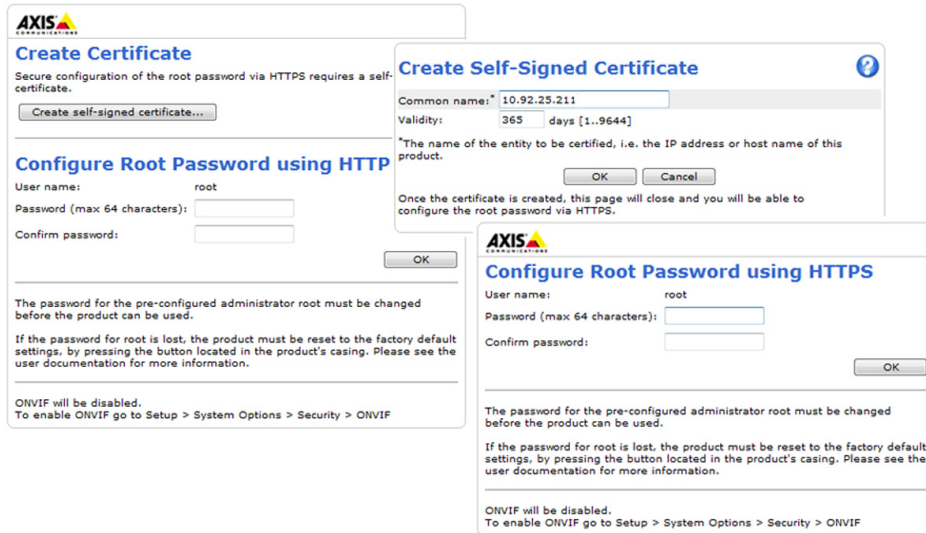 AXIS
COMMUNICATIONS
Create Certificate
Secure configuration of the root password via HTTPS requires a self-
certificate.
Create self-signed certificate...
Configure Root Password using HTTP
User name: root
Password (max 64 characters):
Confirm password:
OK
The password for the pre-configured administrator root must be changed
before the product can be used.
If the password for root is lost, the product must be reset to the factory default
settings, by pressing the button located in the product's casing. Please see the
user documentation for more information.
ONVIF will be disabled.
To enable ONVIF go to Setup > System Options > Security > ONVIF
Create Self-Signed Certificate ?
Common name:* 10.92.25.211
Validity: 365 days [1..9644]
*The name of the entity to be certified, i.e. the IP address or host name of this
product.
OK Cancel
Once the certificate is created, this page will close and you will be able to
configure the root password via HTTPS.
AXIS
COMMUNICATIONS
Configure Root Password using HTTPS
User name: root
Password (max 64 characters):
Confirm password:
OK
The password for the pre-configured administrator root must be changed
before the product can be used.
If the password for root is lost, the product must be reset to the factory default
settings, by pressing the button located in the product's casing. Please see the
user documentation for more information.
ONVIF will be disabled.
To enable ONVIF go to Setup > System Options > Security > ONVIF